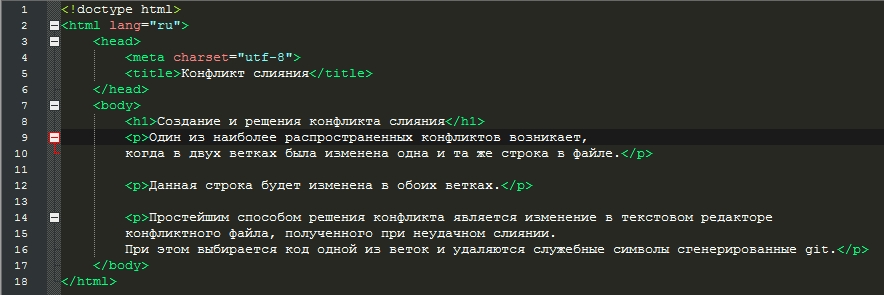 1 <!doctype html>
2 <html lang="ru">
3 <head>
4 <meta charset="utf-8">
5 <title>Конфликт слияния</title>
6 </head>
7 <body>
8 <h1>Создание и решения конфликта слияния</h1>
9 <p>Один из наиболее распространенных конфликтов возникает,
10 когда в двух ветках была изменена одна и та же строка в файле.</p>
11
12 <p>Данная строка будет изменена в обоих ветках.</p>
13
14 <p>Простейшим способом решения конфликта является изменение в текстовом редакторе
15 конфликтного файла, полученного при неудачном слиянии.
16 При этом выбирается код одной из веток и удаляются служебные символы сгенерированные git.</p>
17 </body>
18 </html>